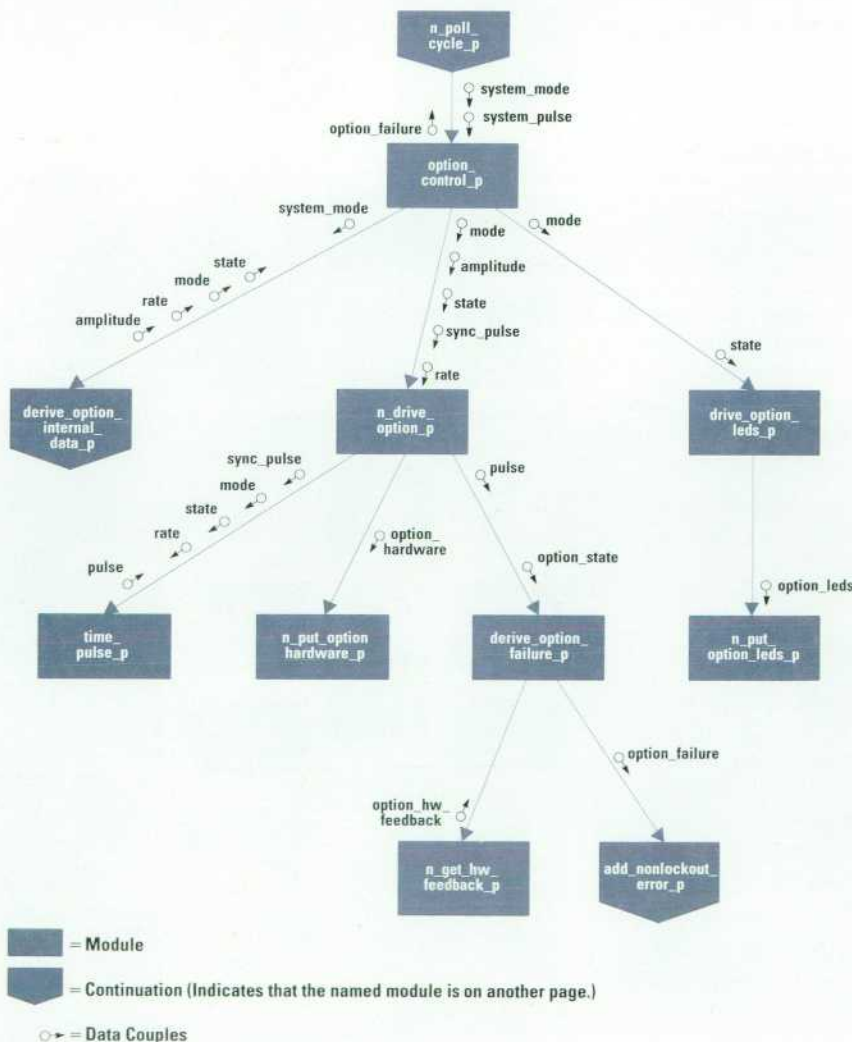 n_poll_
cycle_p
system_mode
system_pulse
option_failure
option_
control_p
system_mode
state
mode
rate
amplitude
mode
amplitude
state
sync_pulse
rate
mode
state
derive_option_
internal_
data_p
n_drive_
option_p
drive_option_
leds_p
sync_pulse
mode
state
rate
pulse
option_
hardware
pulse
option_state
option_leds
time_
pulse_p
n_put_option
hardware_p
derive_option_
failure_p
n_put_
option_leds_p
option_hw_
feedback
option_failure
n_get_hw_
feedback_p
add_nonlockout_
error_p
= Module
= Continuation (Indicates that the named module is on another page.)
= Data Couples